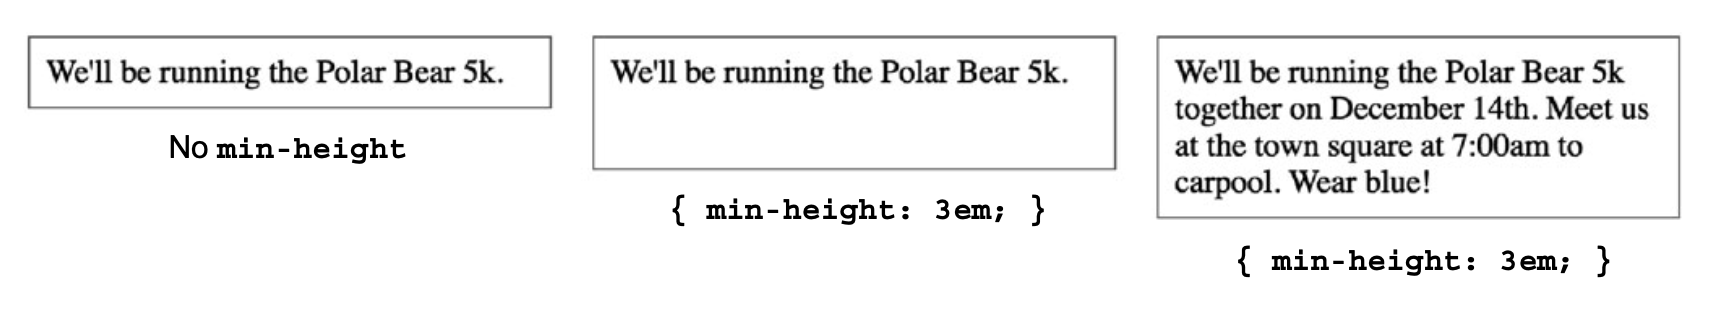 We'll be running the Polar Bear 5k.
No min-height
We'll be running the Polar Bear 5k.
{ min-height: 3em; }
We'll be running the Polar Bear 5k
together on December 14th. Meet us
at the town square at 7:00am to
carpool. Wear blue!
{ min-height: 3em; }